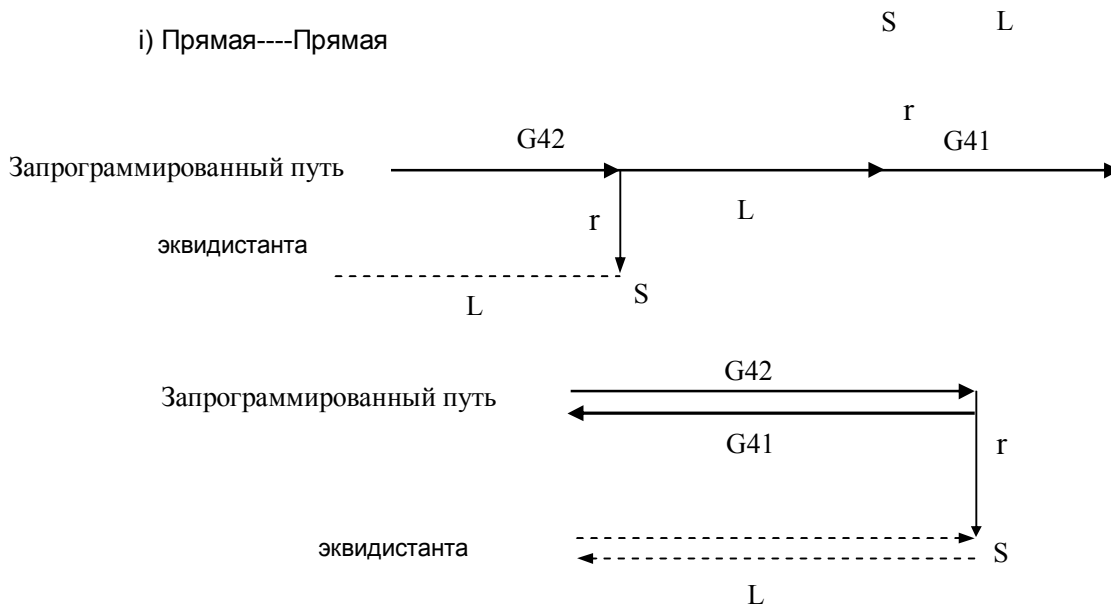 i) Прямая----Прямая
S L
r
G42 G41
Запрограммированный путь
L
r
эквидистанта
S
L
G42
Запрограммированный путь
G41
r
эквидистанта
S
L